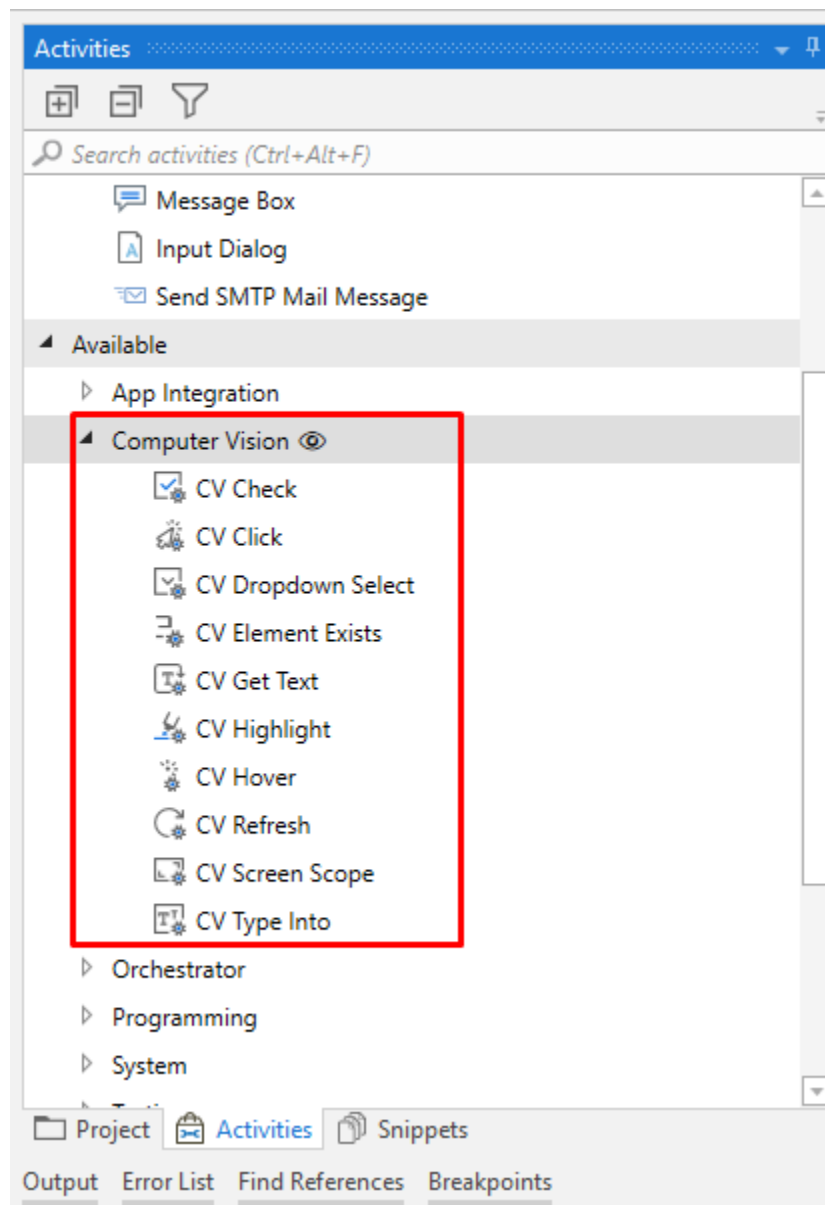 Activities
Search activities (Ctrl+Alt+F)
Message Box
Input Dialog
Send SMTP Mail Message
Available
App Integration
Computer Vision
CV Check
CV Click
CV Dropdown Select
CV Element Exists
CV Get Text
CV Highlight
CV Hover
CV Refresh
CV Screen Scope
CV Type Into
Orchestrator
Programming
System
Project Activities Snippets
Output Error List Find References Breakpoints